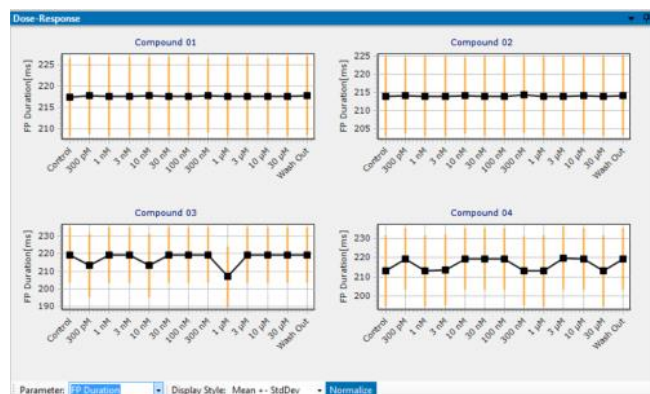 Dose-Response
Compound 01
FP Duration[ms]
225
220
215
210
Control 300 pM 1 nM 3 nM 10 nM 30 nM 100 nM 300 nM 1 µM 3 µM 10 µM 30 µM Wash Out
Compound 02
FP Duration[ms]
225
220
215
210
205
Control 300 pM 1 nM 3 nM 10 nM 30 nM 100 nM 300 nM 1 µM 3 µM 10 µM 30 µM Wash Out
Compound 03
FP Duration[ms]
230
220
210
200
190
Control 300 pM 1 nM 3 nM 10 nM 30 nM 100 nM 300 nM 1 µM 3 µM 10 µM 30 µM Wash Out
Compound 04
FP Duration[ms]
230
220
210
200
Control 300 pM 1 nM 3 nM 10 nM 30 nM 100 nM 300 nM 1 µM 3 µM 10 µM 30 µM Wash Out
Parameter: FP Duration Display Style: Mean +- StdDev Normalize